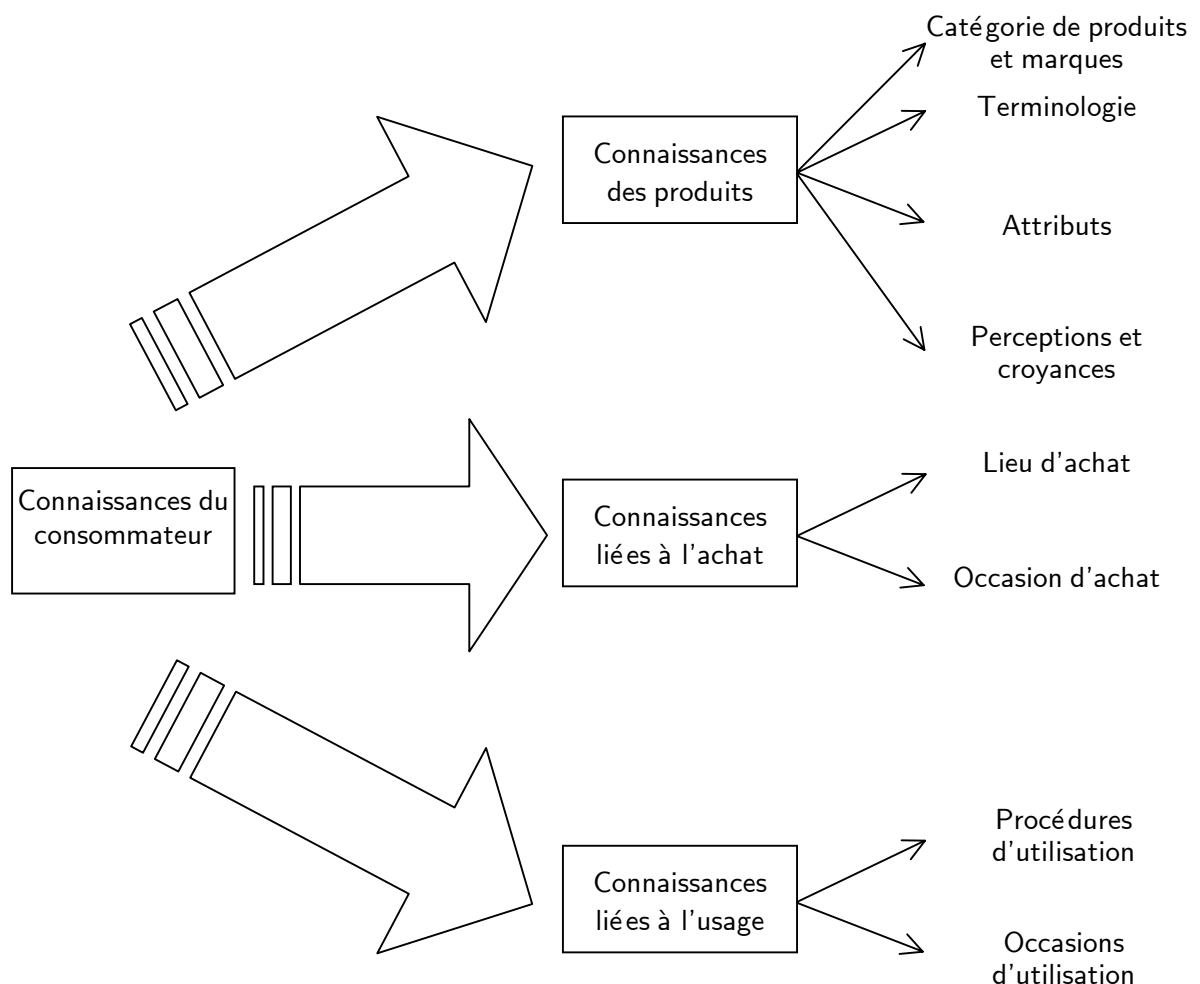 Catégorie de produits
et marques
Terminologie
Connaissances
des produits
Attributs
Perceptions et
croyances
Lieu d'achat
Connaissances du
consommateur
Connaissances
liées à l'achat
Occasion d'achat
Procédures
d'utilisation
Connaissances
liées à l'usage
Occasions
d'utilisation